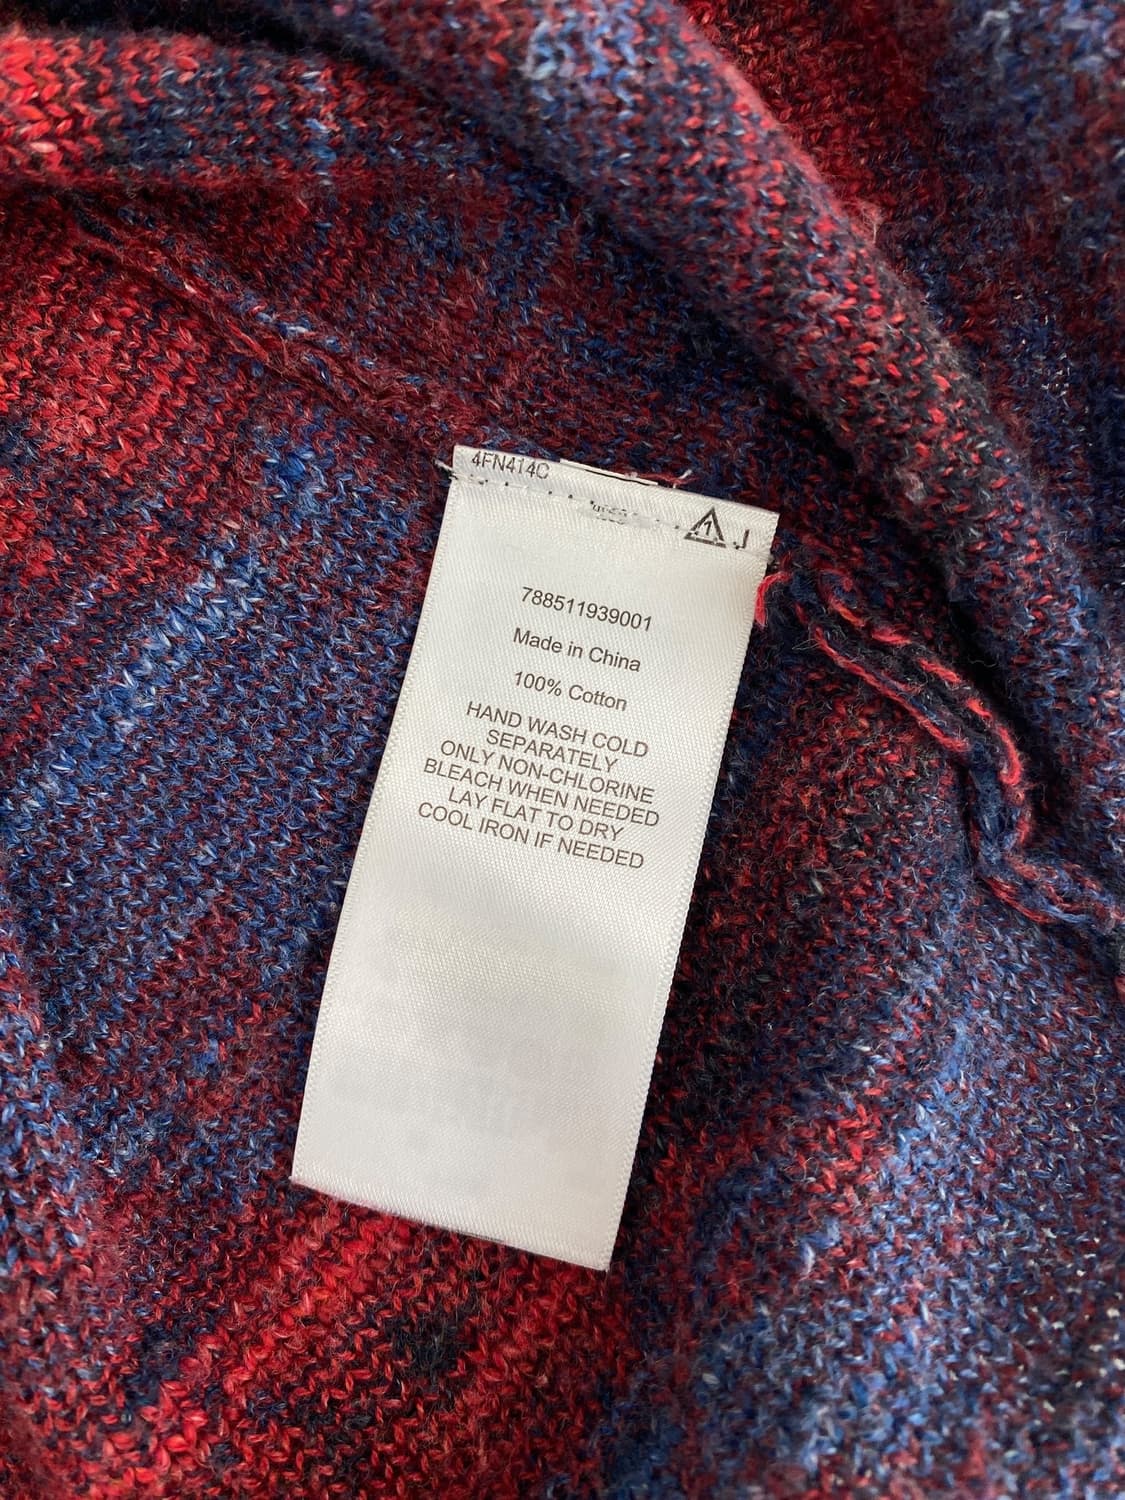 4FN414C
1 J
788511939001
Made in China
100% Cotton
HAND WASH COLD
SEPARATELY
ONLY NON-CHLORINE
BLEACH WHEN NEEDED
LAY FLAT TO DRY
COOL IRON IF NEEDED